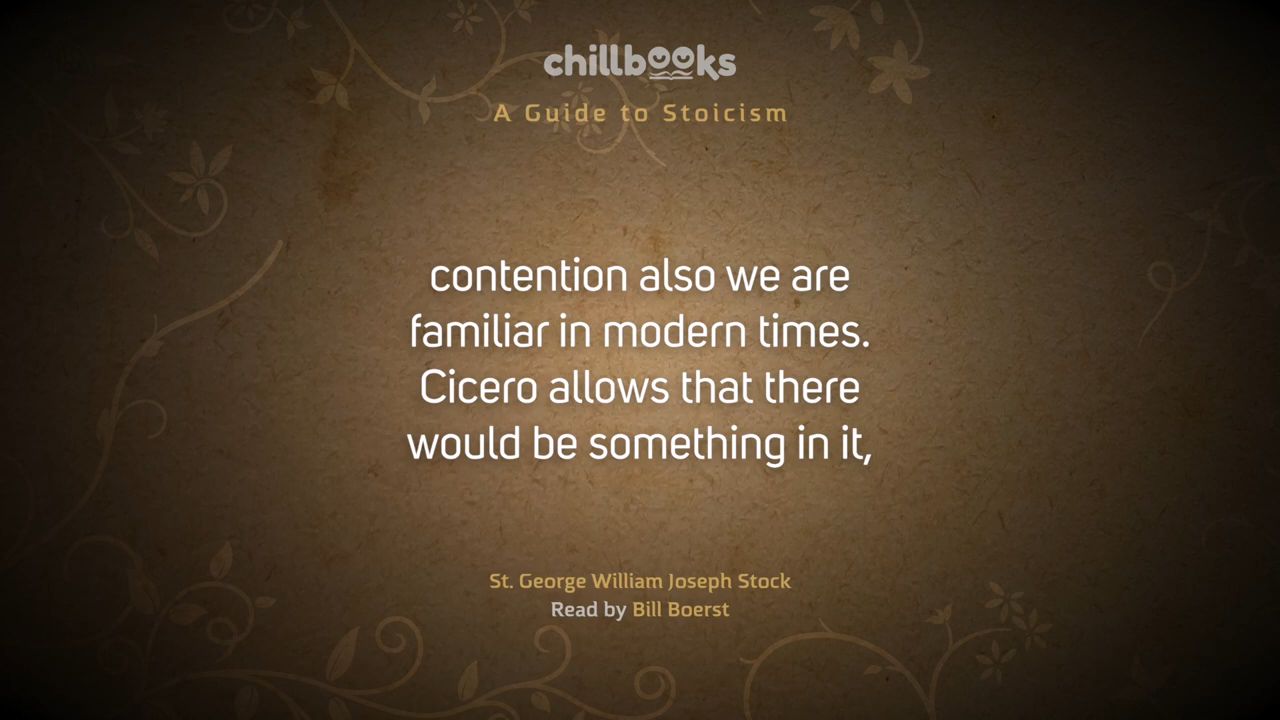 chillbooks
A Guide to Stoicism
contention also we are
familiar in modern times.
Cicero allows that there
would be something in it,
St. George William Joseph Stock
Read by Bill Boerst